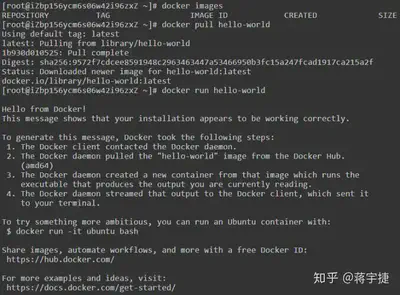 [root@iZbp156ycm6s06w42i96zxZ ~]# docker images
REPOSITORY TAG IMAGE ID CREATED SIZE
[root@iZbp156ycm6s06w42i96zxZ ~]# docker pull hello-world
Using default tag: latest
latest: Pulling from library/hello-world
1b930d010525: Pull complete
Digest: sha256:9572f7cdcee8591948c2963463447a53466950b3fc15a247fcad1917ca215a2f
Status: Downloaded newer image for hello-world:latest
docker.io/library/hello-world:latest
[root@iZbp156ycm6s06w42i96zxZ ~]# docker run hello-world
Hello from Docker!
This message shows that your installation appears to be working correctly.
To generate this message, Docker took the following steps:
1. The Docker client contacted the Docker daemon.
2. The Docker daemon pulled the "hello-world" image from the Docker Hub.
(amd64)
3. The Docker daemon created a new container from that image which runs the
executable that produces the output you are currently reading.
4. The Docker daemon streamed that output to the Docker client, which sent it
to your terminal.
To try something more ambitious, you can run an Ubuntu container with:
$ docker run -it ubuntu bash
Share images, automate workflows, and more with a free Docker ID:
https://hub.docker.com/
For more examples and ideas, visit:
https://docs.docker.com/get-started/
知乎 @蒋宇捷